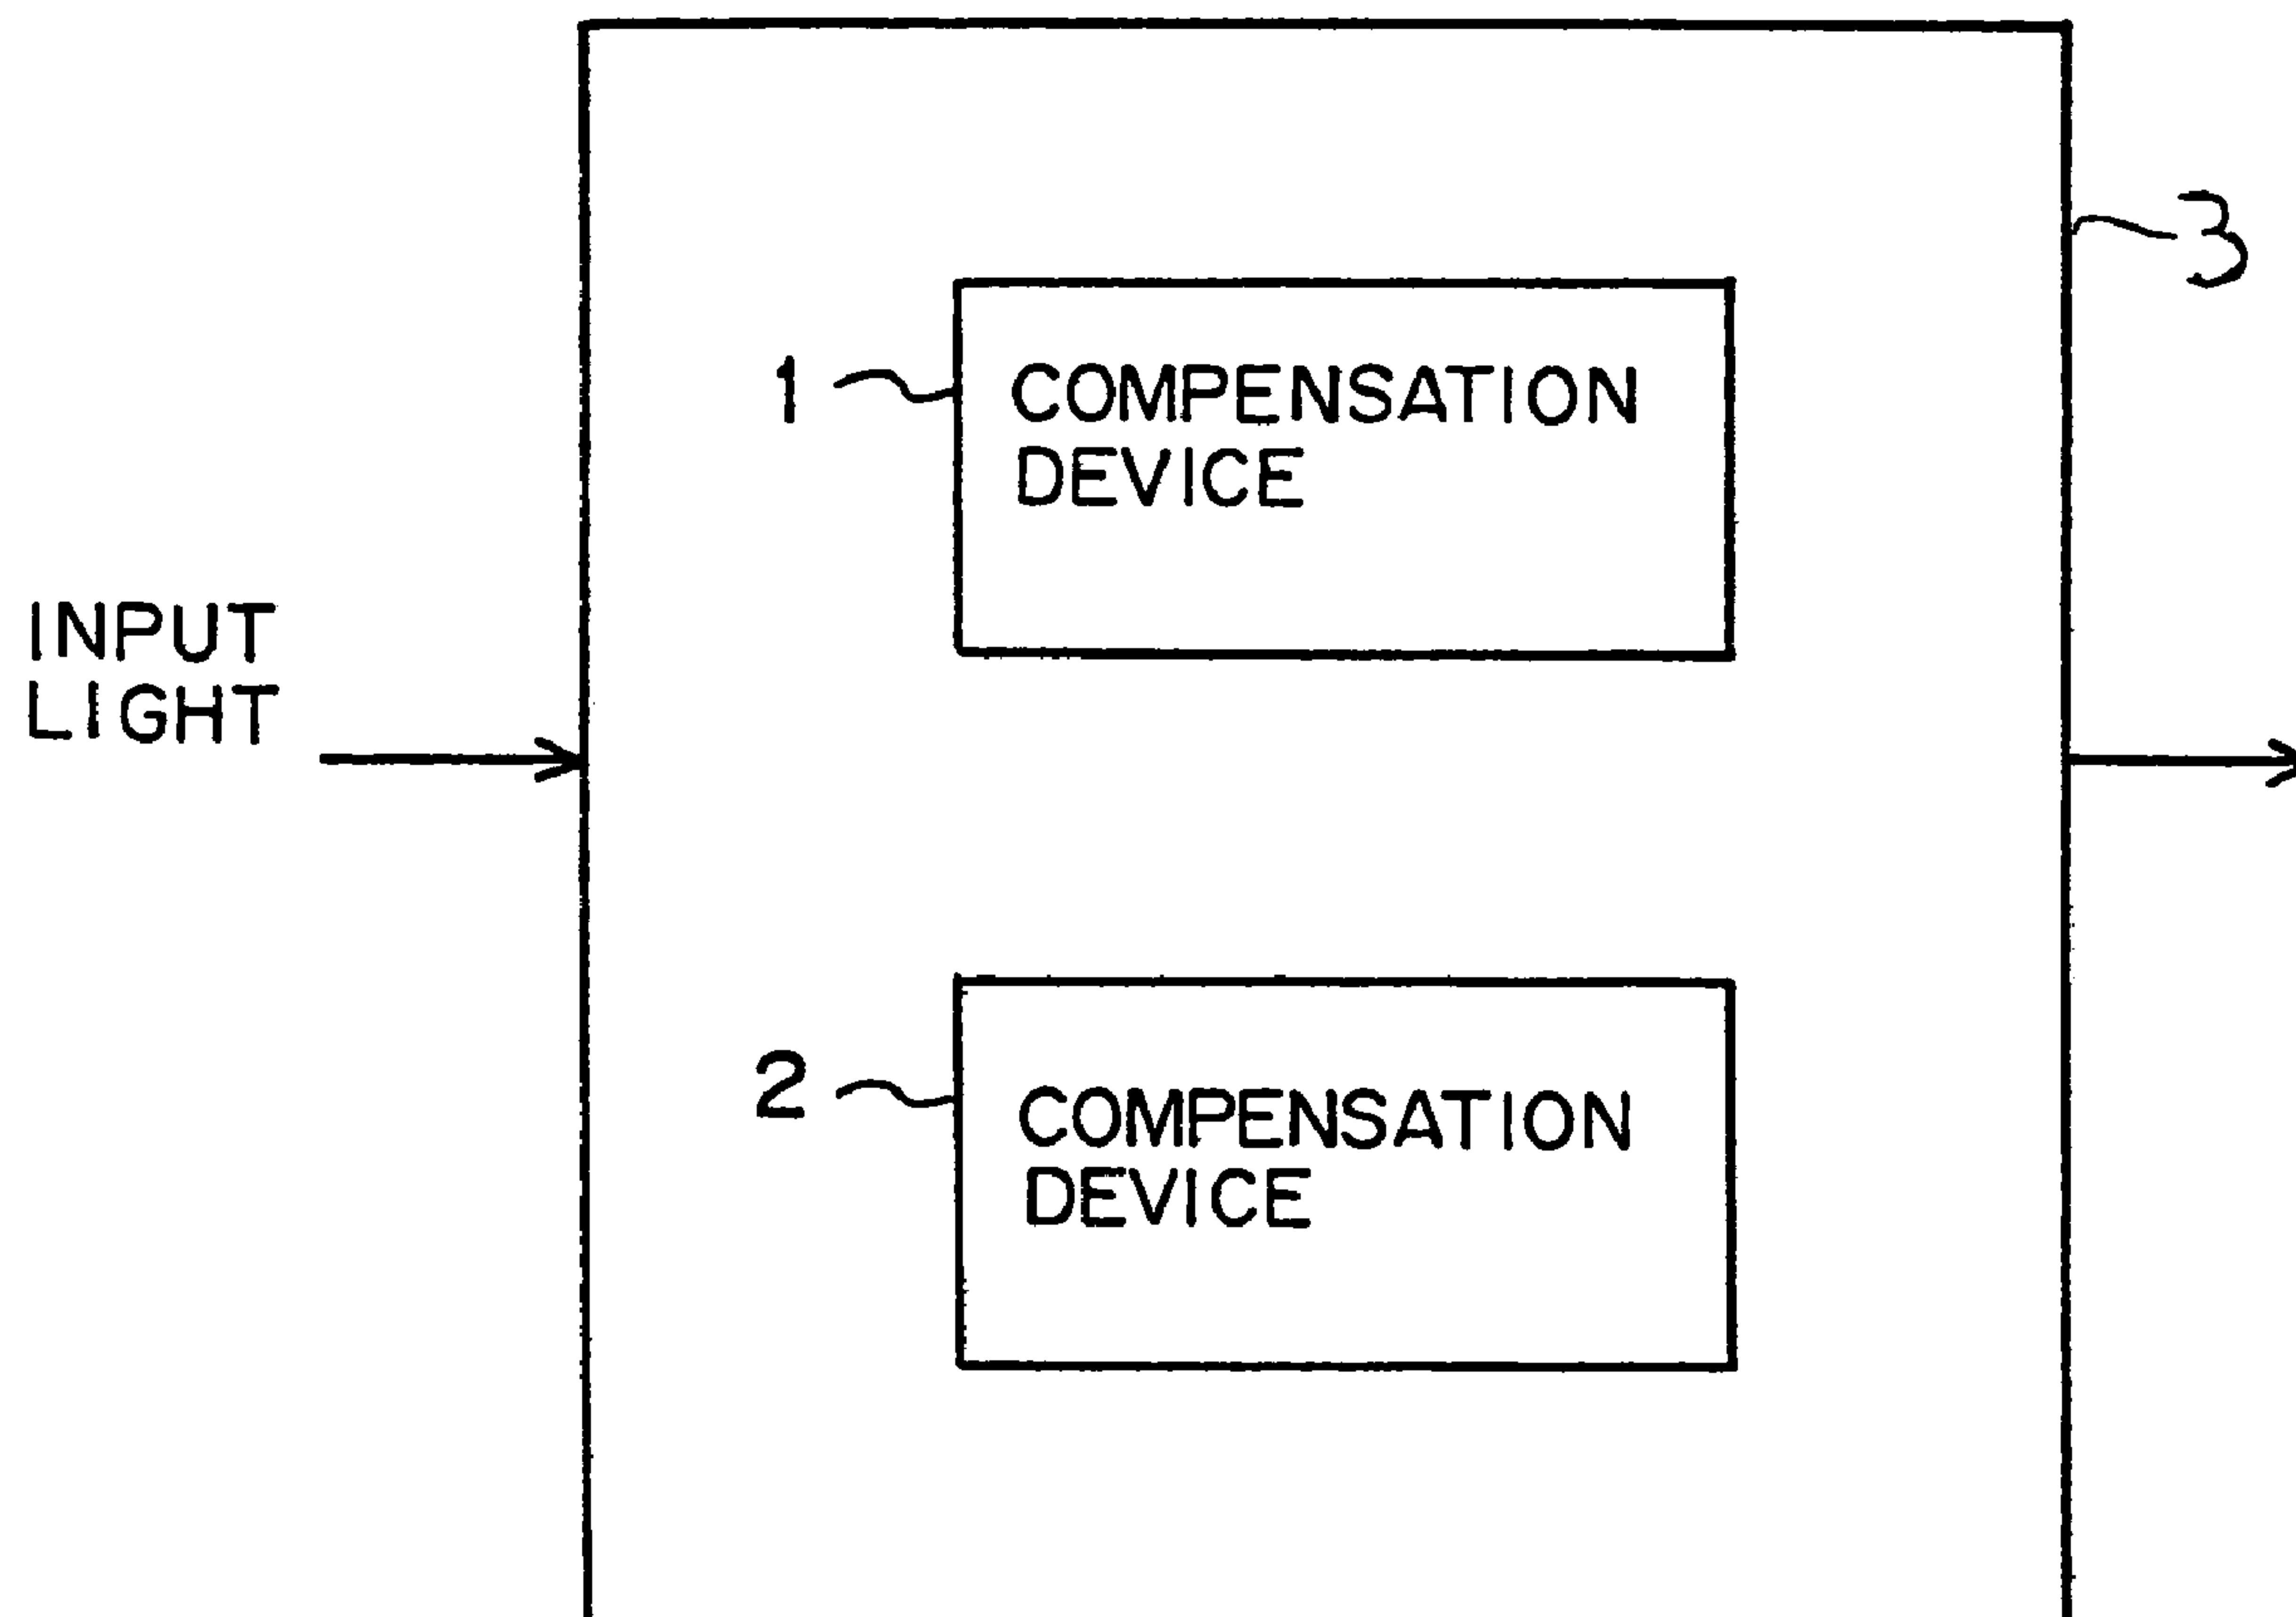 3
1
COMPENSATION
DEVICE
INPUT
LIGHT
2
COMPENSATION
DEVICE